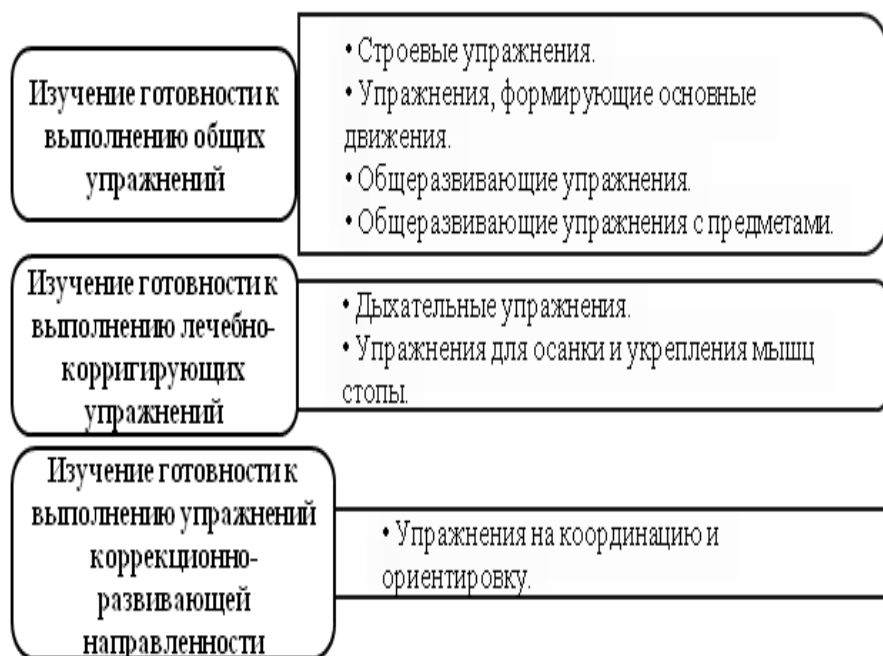 Изучение готовности к
выполнению общих
упражнений
• Строевые упражнения.
• Упражнения, формирующие основные
движения.
• Общеразвивающие упражнения.
• Общеразвивающие упражнения с предметами.
Изучение готовности к
выполнению лечебно-
корригирующих
упражнений
• Дыхательные упражнения.
• Упражнения для осанки и укрепления мышц
стопы.
Изучение готовности к
выполнению упражнений
коррекционно-
развивающей
направленности
• Упражнения на координацию и
ориентировку.